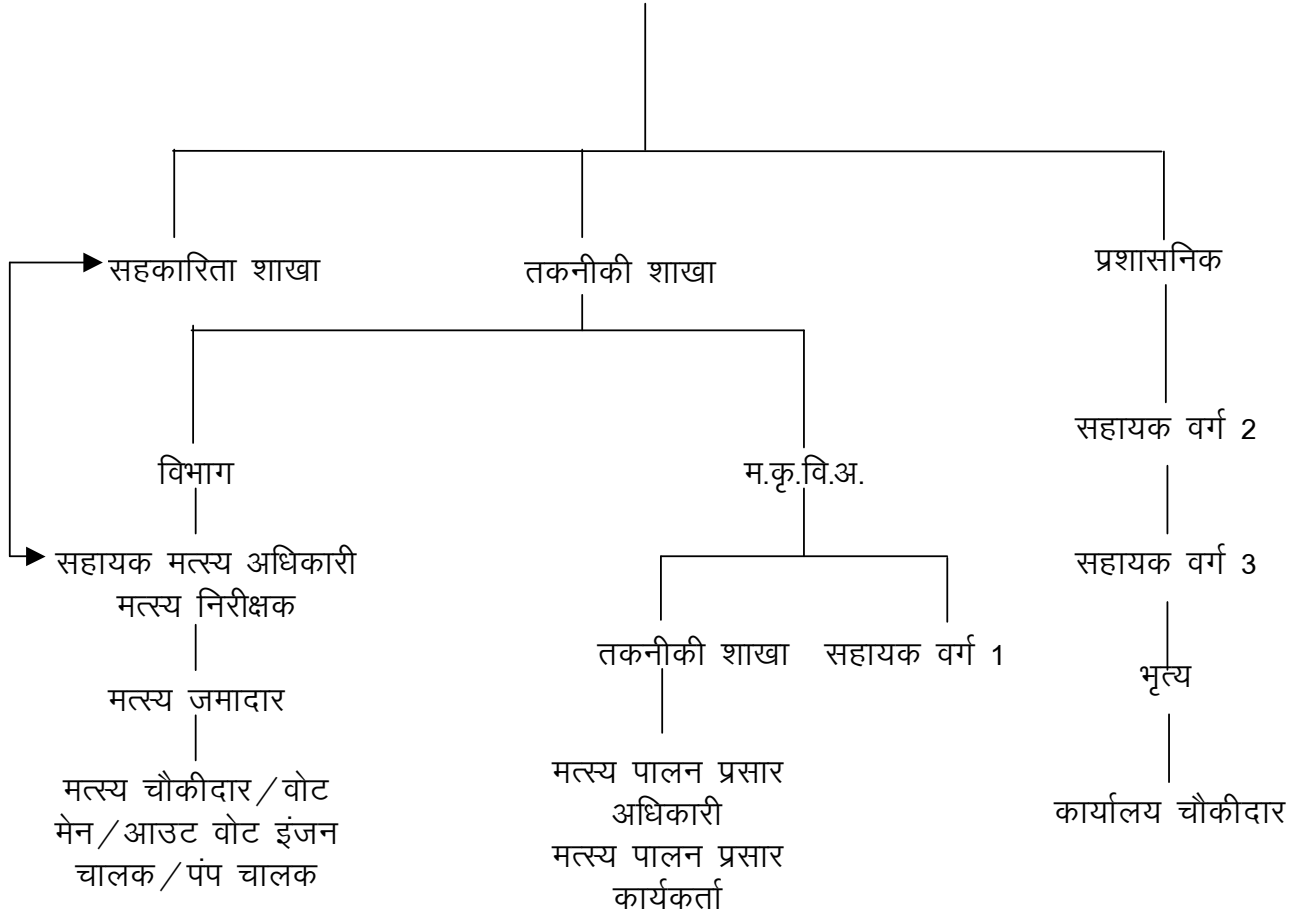 सहकारिता शाखा
तकनीकी शाखा
प्रशासनिक
सहायक वर्ग 2
विभाग
म.कृ.वि.अ.
सहायक मत्स्य अधिकारी
मत्स्य निरीक्षक
सहायक वर्ग 3
तकनीकी शाखा
सहायक वर्ग 1
भृत्य
मत्स्य जमादार
मत्स्य चौकीदार/वोट
मेन/आउट वोट इंजन
चालक/पंप चालक
मत्स्य पालन प्रसार
अधिकारी
मत्स्य पालन प्रसार
कार्यकर्ता
कार्यालय चौकीदार